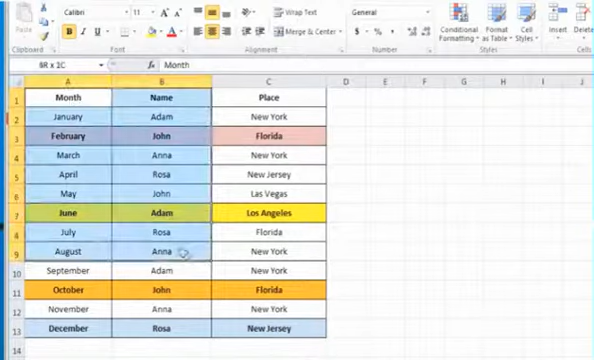 Calibri
11
Wrap Text
General
Paste
B I U
Merge & Center
$ % ,
Conditional Formatting
Format as Table
Cell Styles
Insert
Delete
Clipboard
Font
Alignment
Number
Styles
8R x 1C
fx
Month
A B C D E F G H I J
1 Month Name Place
2 January Adam New York
3 February John Florida
4 March Anna New York
5 April Rosa New Jersey
6 May John Las Vegas
7 June Adam Los Angeles
8 July Rosa Florida
9 August Anna New York
10 September Adam New York
11 October John Florida
12 November Anna New York
13 December Rosa New Jersey
14